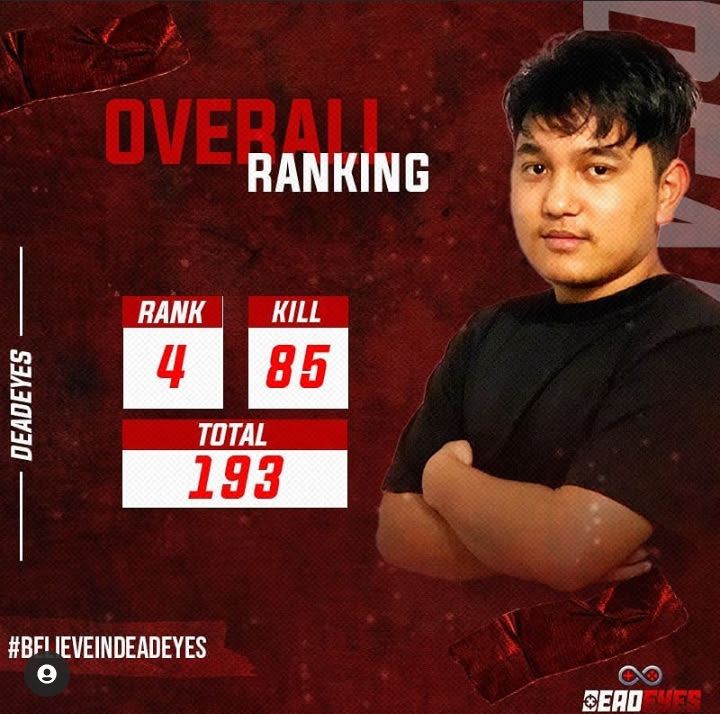 OVERALL
RANKING
RANK
4
KILL
85
TOTAL
193
DEADEYES
#BELIEVEINDEADEYES
DEADEYES